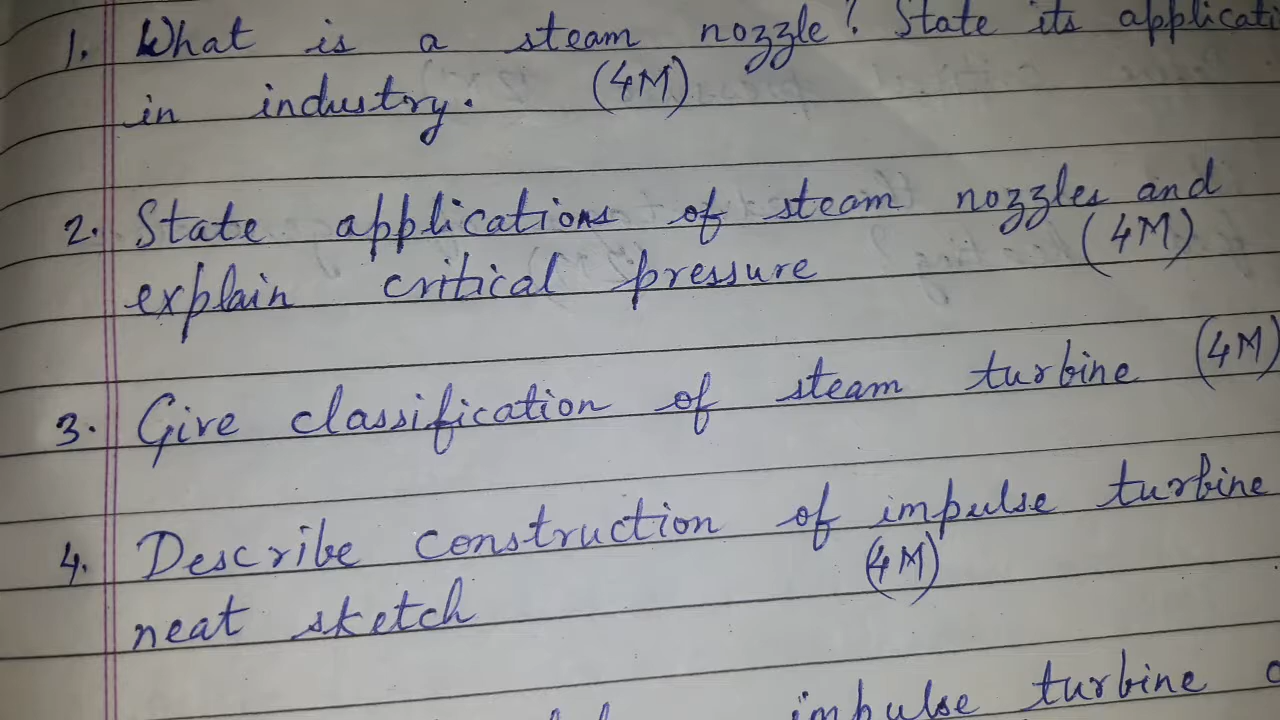 1. What is a steam nozzle? State its applicati
in industry. (4M)
2. State applications of steam nozzles and
explain critical pressure (4M)
3. Give classification of steam turbine (4M)
4. Describe construction of impulse turbine
neat sketch (4M)
impulse turbine